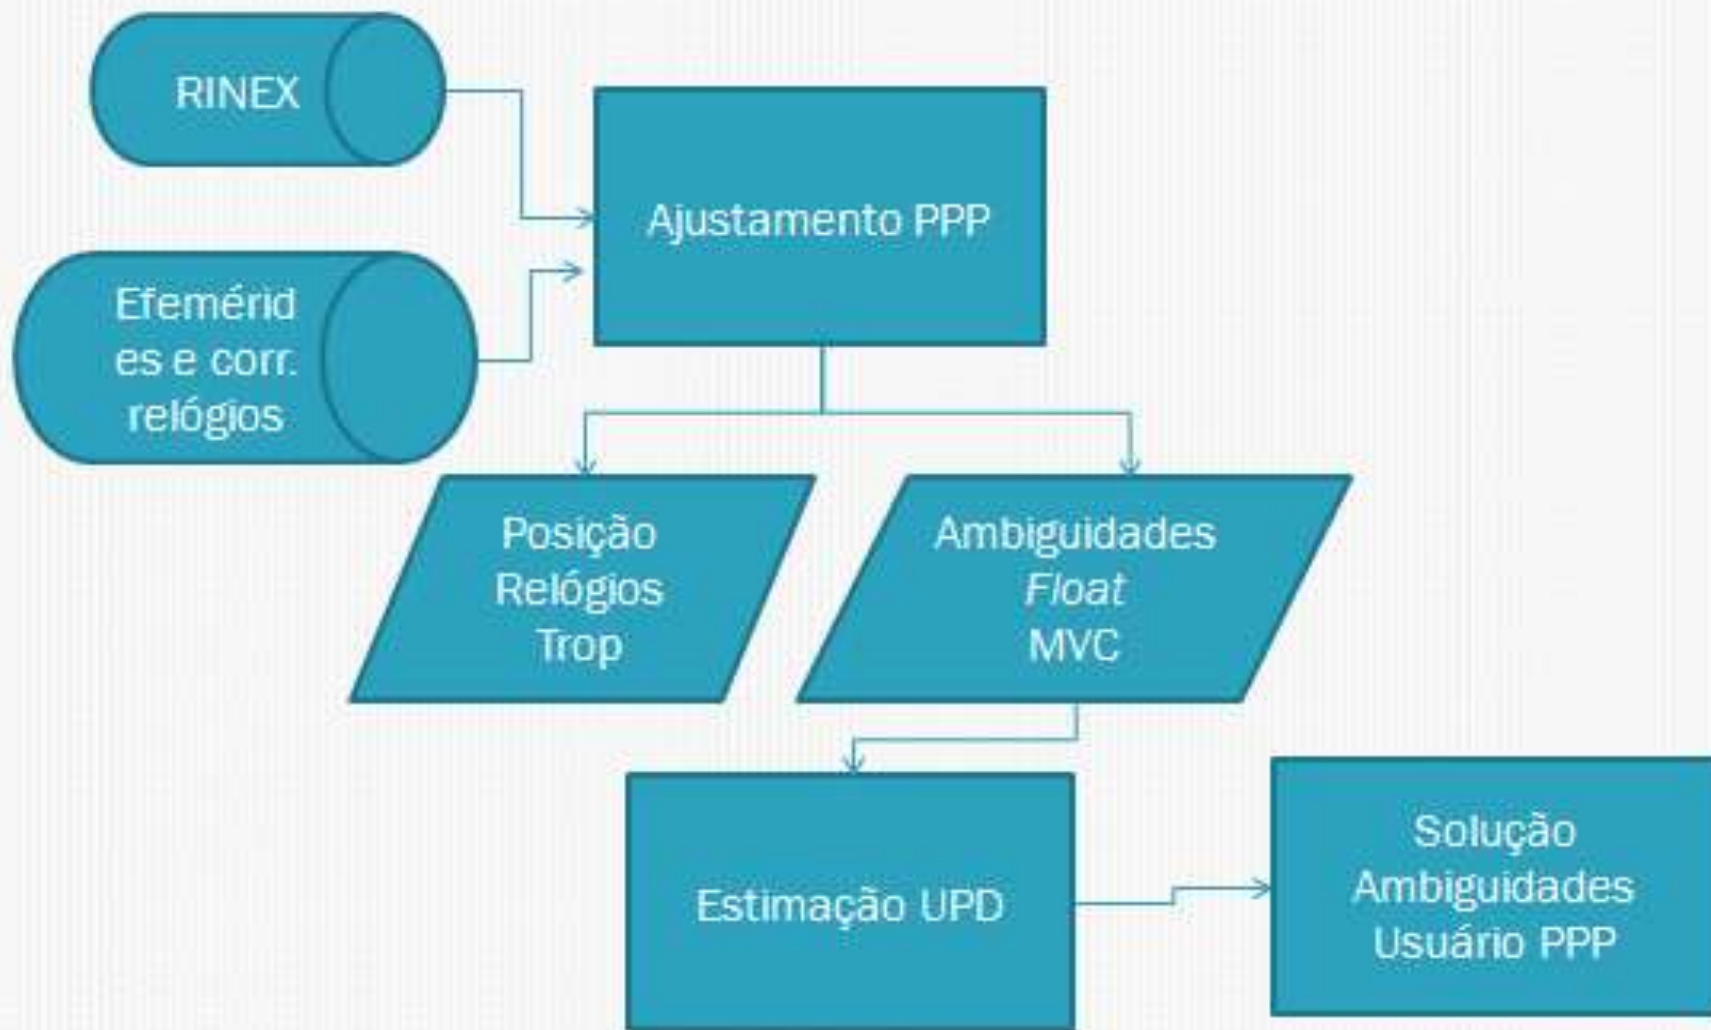 RINEX
Ajustamento PPP
Efemérid
es e corr.
relógios
Posição
Relógios
Trop
Ambiguidades
Float
MVC
Estimação UPD
Solução
Ambiguidades
Usuário PPP